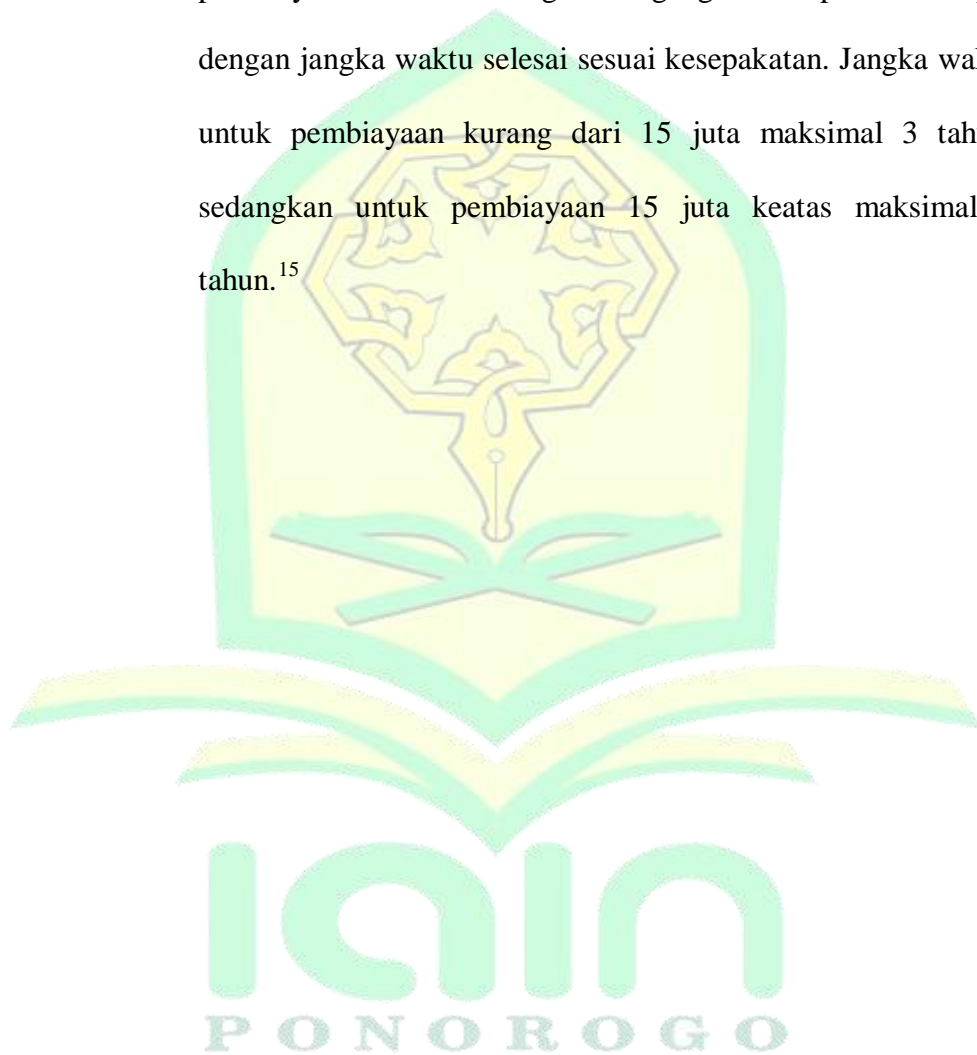 dengan jangka waktu selesai sesuai kesepakatan. Jangka
untuk pembiayaan kurang dari 15 juta maksimal 3
sedangkan untuk pembiayaan 15 juta keatas maksimal
tahun.15
iain
PONOROGO